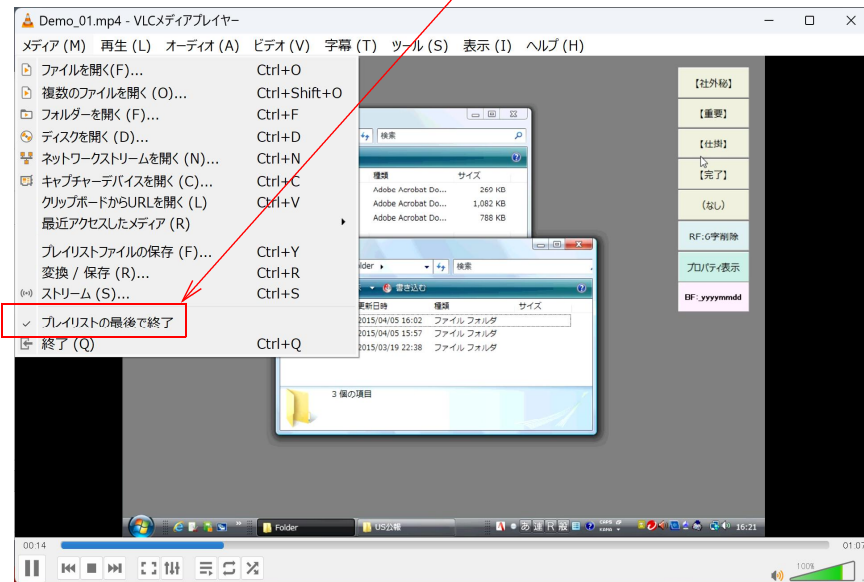 Demo_01.mp4 - VLCメディアプレイヤー
メディア (M) 再生 (L) オーディオ (A) ビデオ (V) 字幕 (T) ツール (S) 表示 (I) ヘルプ (H)
ファイルを開く(F)... Ctrl+O
複数のファイルを開く (O)... Ctrl+Shift+O
フォルダーを開く (F)... Ctrl+F
ディスクを開く (D)... Ctrl+D
ネットワークストリームを開く (N)... Ctrl+N
キャプチャーデバイスを開く (C)... Ctrl+C
クリップボードからURLを開く (L) Ctrl+V
最近アクセスしたメディア (R)
プレイリストファイルの保存 (F)... Ctrl+Y
変換 / 保存 (R)... Ctrl+R
ストリーム (S)... Ctrl+S
プレイリストの最後で終了
終了 (Q) Ctrl+Q
検索
種類 サイズ
Adobe Acrobat Do... 269 KB
Adobe Acrobat Do... 1,082 KB
Adobe Acrobat Do... 788 KB
検索
書き込む
更新日時 種類 サイズ
2015/04/05 16:02 ファイル フォルダ
2015/04/05 15:57 ファイル フォルダ
2015/03/19 22:38 ファイル フォルダ
3 個の項目
【社外秘】
【重要】
【仕掛】
【完了】
(なし)
RF:G字削除
プロパティ表示
BF:_yyyymmdd
Folder US公報 あ 連 R 般 CAPS KANA 16:21
00:14 01:07
100%